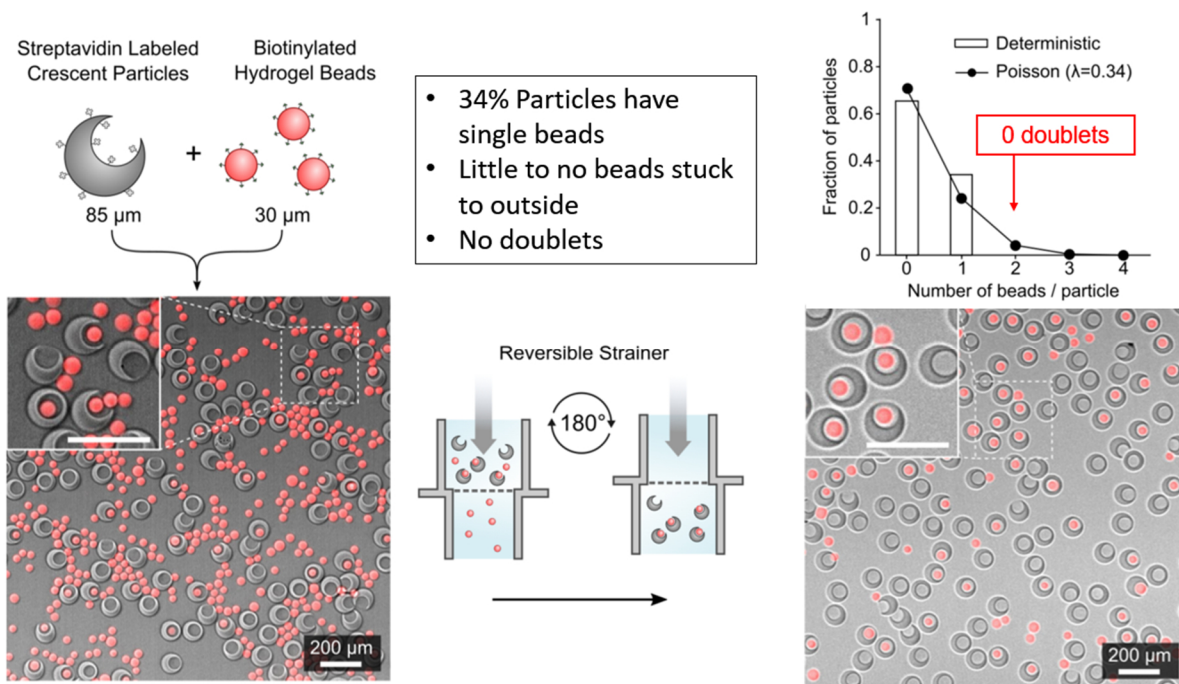 Streptavidin Labeled
Crescent Particles
Biotinylated
Hydrogel Beads
+
85 µm
30 µm
• 34% Particles have
single beads
• Little to no beads stuck
to outside
• No doublets
Fraction of particles
1
0.8
0.6
0.4
0.2
0
Deterministic
Poisson (λ=0.34)
0 doublets
0 1 2 3 4
Number of beads / particle
200 µm
Reversible Strainer
180°
200 µm